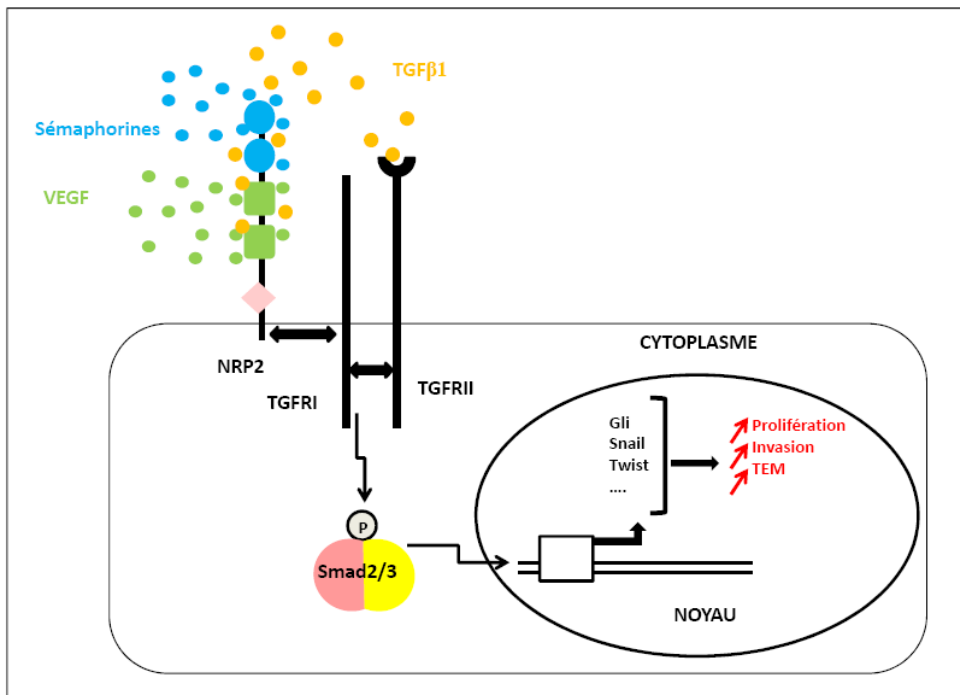 TGFβ1
Sémaphorines
VEGF
NRP2
TGFRI
TGFRII
CYTOPLASME
Gli
Snail
Twist
....
Prolifération
Invasion
TEM
P
Smad2/3
NOYAU